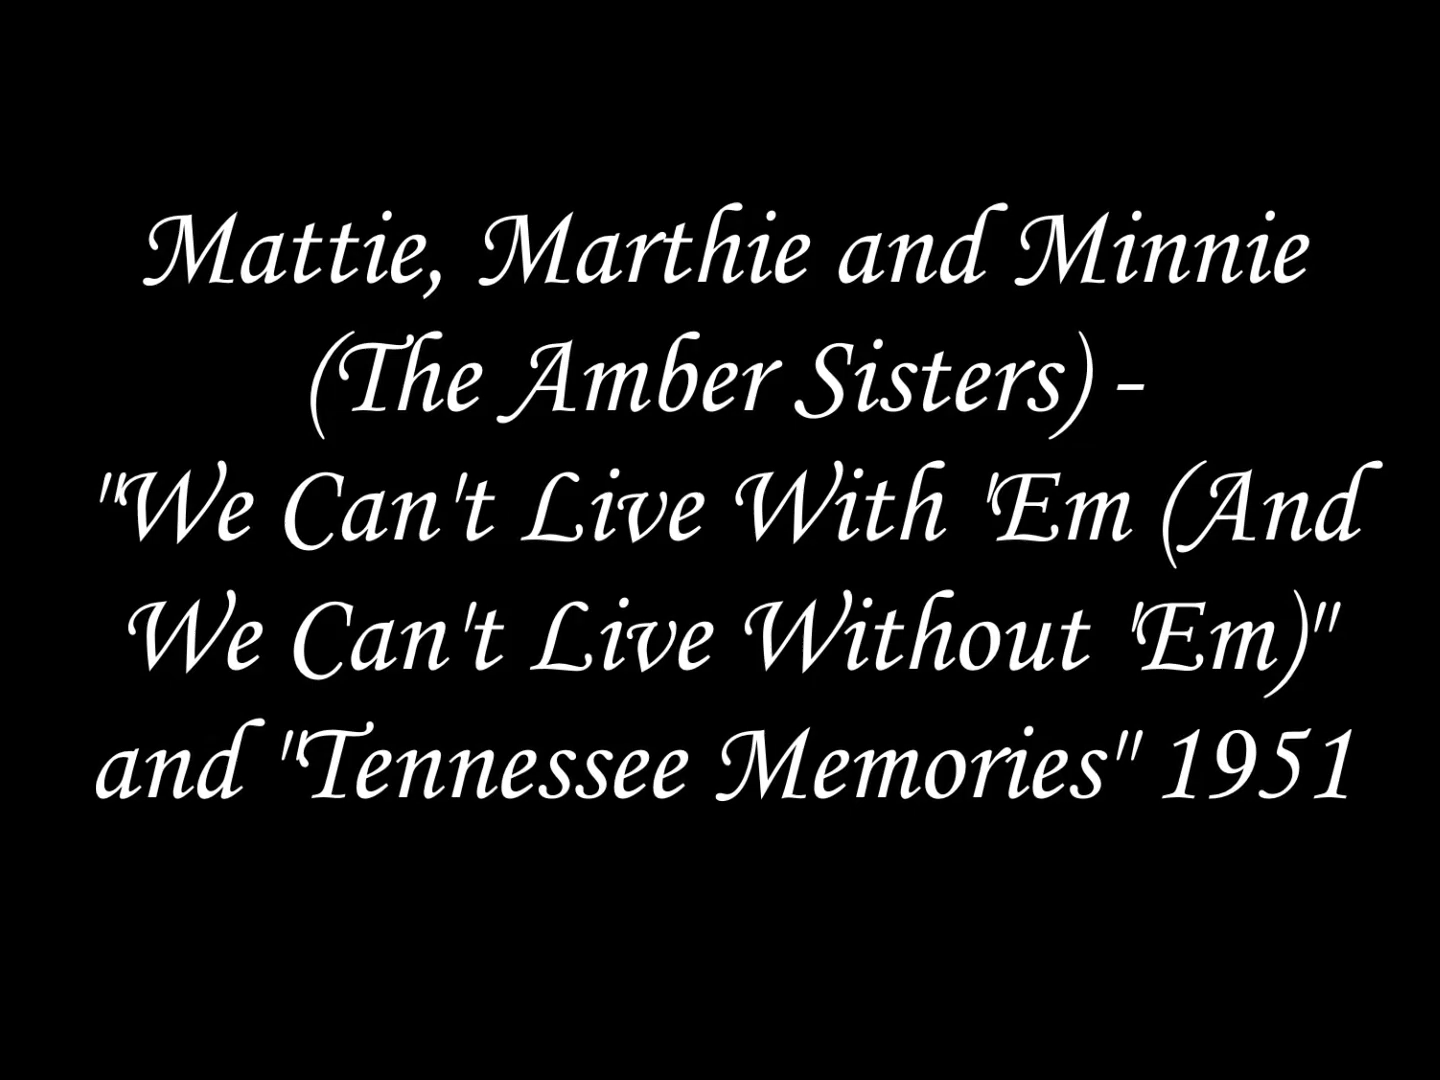 Mattie, Marthie and Minnie
(The Amber Sisters) -
"We Can't Live With 'Em (And
We Can't Live Without 'Em)"
and "Tennessee Memories" 1951